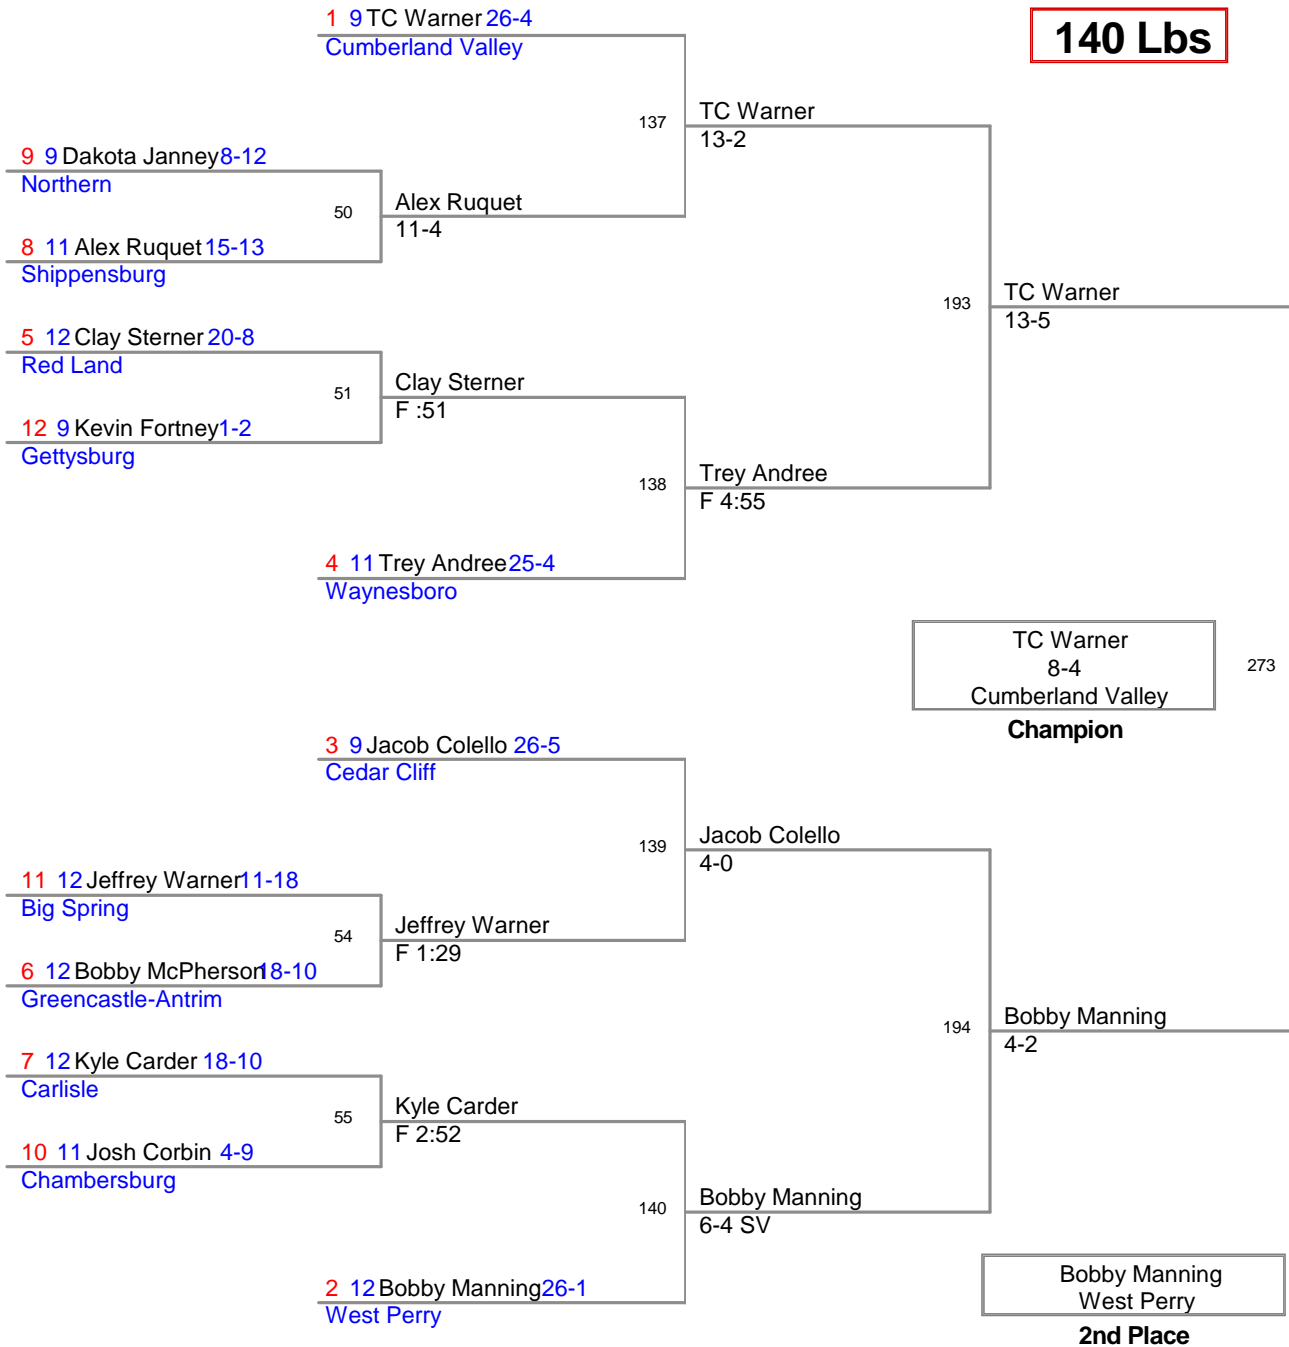 1 9 TC Warner 26-4
Cumberland Valley
140 Lbs
137
TC Warner
13-2
9 9 Dakota Janney 8-12
Northern
50
Alex Ruquet
11-4
8 11 Alex Ruquet 15-13
Shippensburg
193
TC Warner
13-5
5 12 Clay Sterner 20-8
Red Land
51
Clay Sterner
F :51
12 9 Kevin Fortney 1-2
Gettysburg
138
Trey Andree
F 4:55
4 11 Trey Andree 25-4
Waynesboro
TC Warner
8-4
Cumberland Valley
273
Champion
3 9 Jacob Colello 26-5
Cedar Cliff
139
Jacob Colello
4-0
11 12 Jeffrey Warner 11-18
Big Spring
54
Jeffrey Warner
F 1:29
6 12 Bobby McPherson 18-10
Greencastle-Antrim
194
Bobby Manning
4-2
7 12 Kyle Carder 18-10
Carlisle
55
Kyle Carder
F 2:52
10 11 Josh Corbin 4-9
Chambersburg
140
Bobby Manning
6-4 SV
2 12 Bobby Manning 26-1
West Perry
Bobby Manning
West Perry
2nd Place